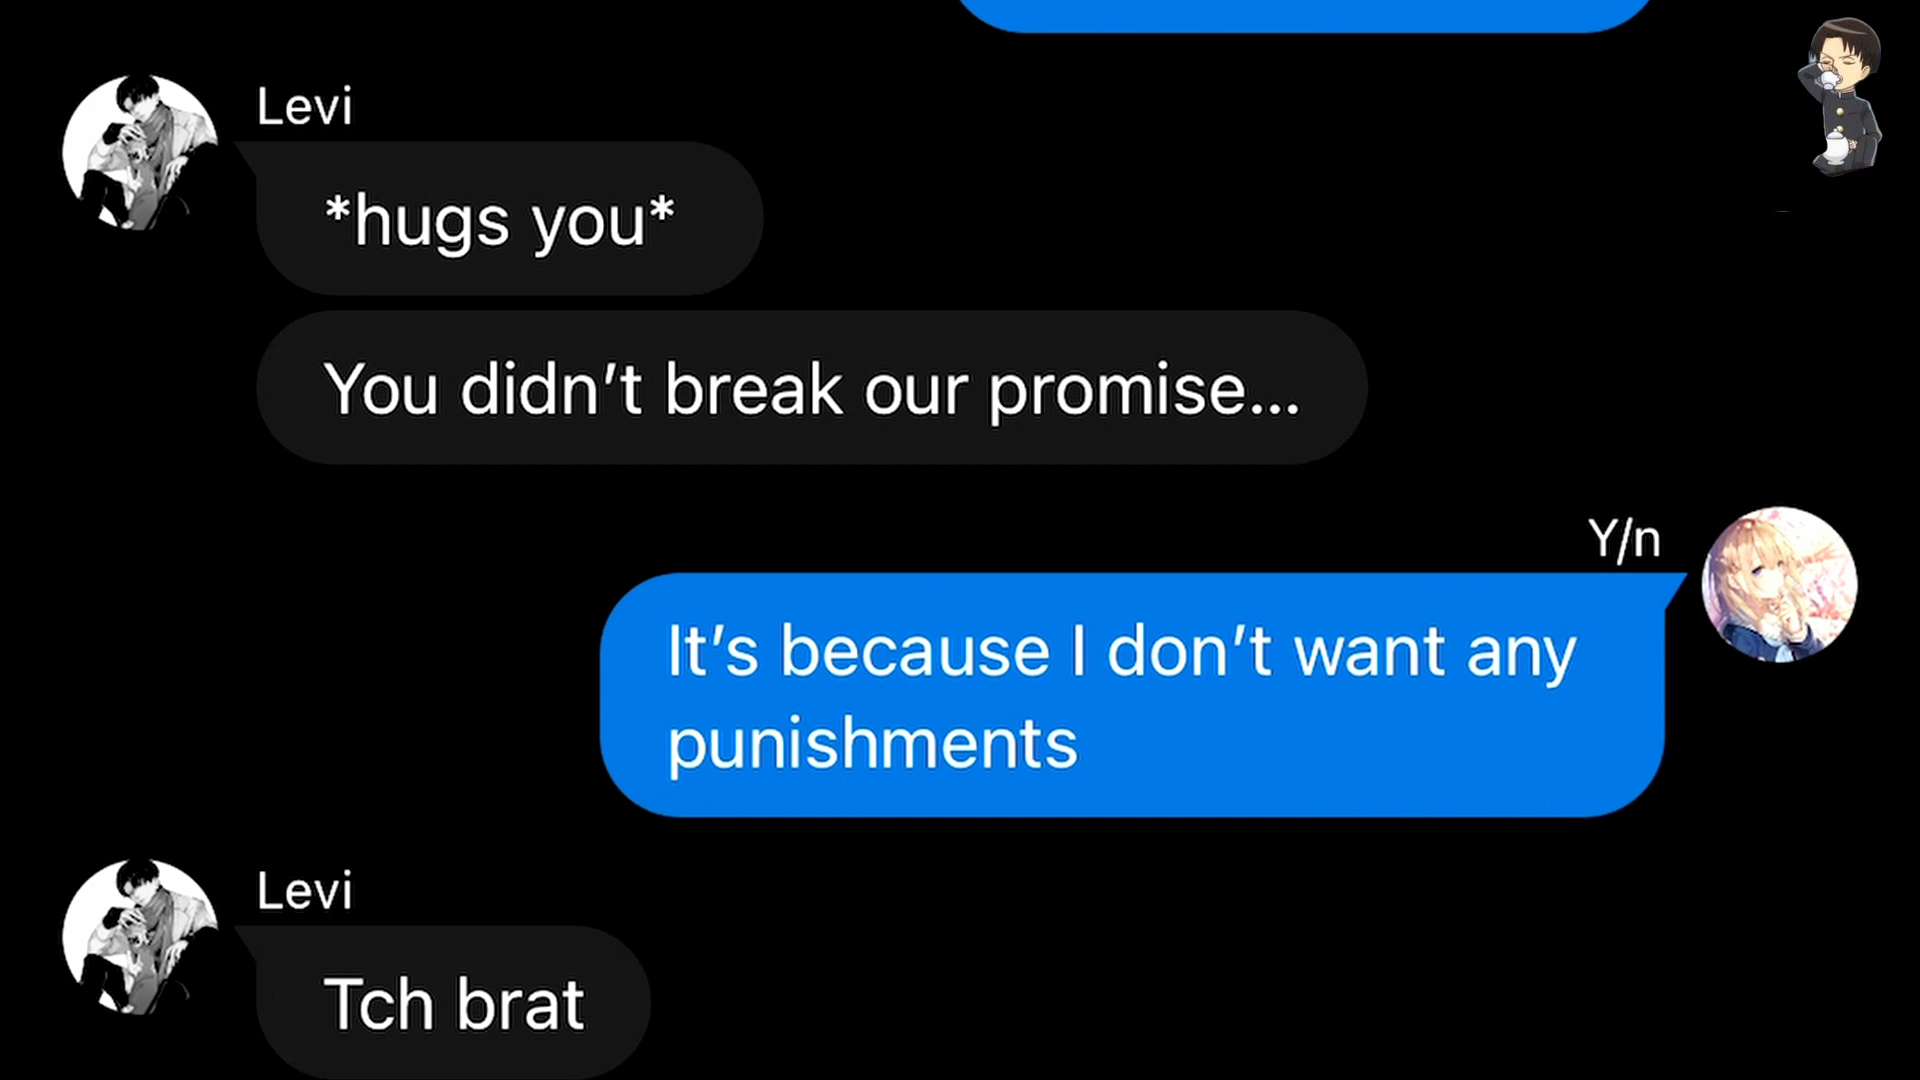 Levi
*hugs you*
You didn’t break our promise...
Y/n
It’s because I don’t want any
punishments
Levi
Tch brat